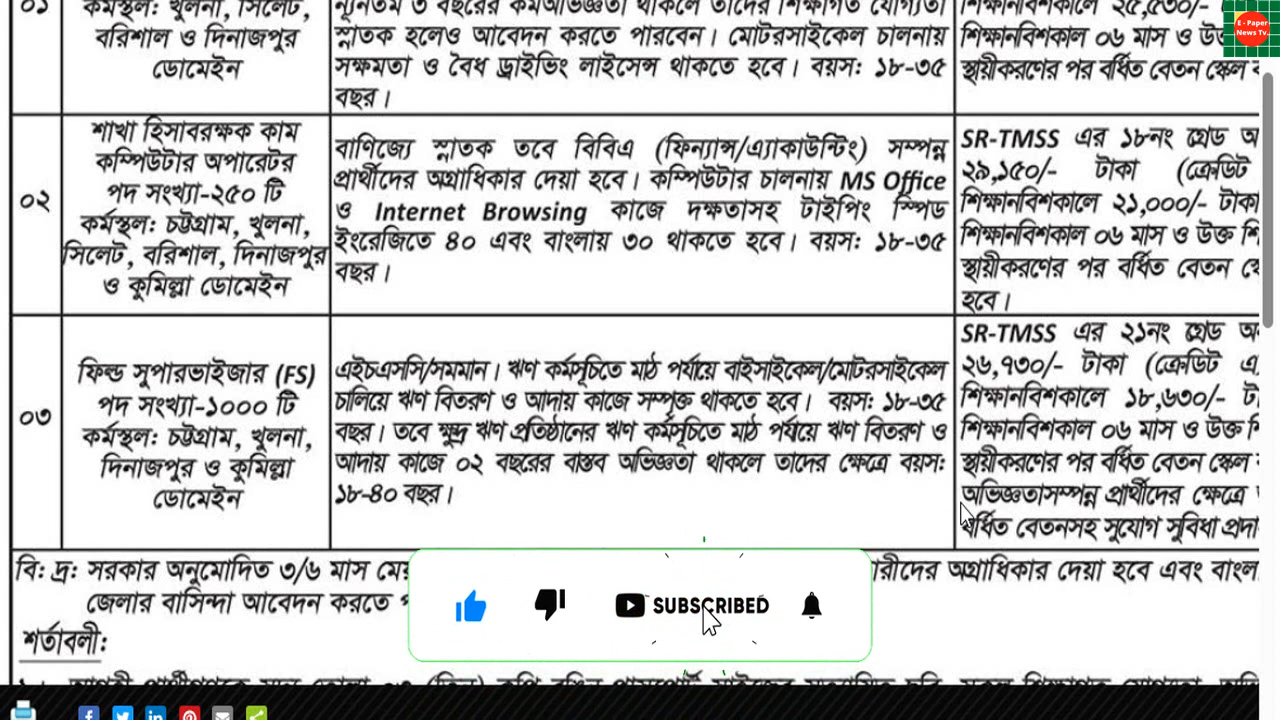 ০১
কর্মস্থল: খুলনা, সিলেট,
বরিশাল ও দিনাজপুর
ডোমেইন
ন্যূনতম ৩ বছরের কর্মঅভিজ্ঞতা থাকলে তাদের শিক্ষাগত যোগ্যতা
স্নাতক হলেও আবেদন করতে পারবেন। মোটরসাইকেল চালনায়
সক্ষমতা ও বৈধ ড্রাইভিং লাইসেন্স থাকতে হবে। বয়স: ১৮-৩৫
বছর।
শিক্ষানবিশকালে ২৫,৫৩০/-
শিক্ষানবিশকাল ০৬ মাস ও
স্থায়ীকরণের পর বর্ধিত বেতন স্কেল
E - Paper
News Tv.
০২
শাখা হিসাবরক্ষক কাম
কম্পিউটার অপারেটর
পদ সংখ্যা-২৫০ টি
কর্মস্থল: চট্টগ্রাম, খুলনা,
সিলেট, বরিশাল, দিনাজপুর
ও কুমিল্লা ডোমেইন
বাণিজ্যে স্নাতক তবে বিবিএ (ফিন্যান্স/এ্যাকাউন্টিং) সম্পন্ন
প্রার্থীদের অগ্রাধিকার দেয়া হবে। কম্পিউটার চালনায় MS Office
ও Internet Browsing কাজে দক্ষতাসহ টাইপিং স্পিড
ইংরেজিতে ৪০ এবং বাংলায় ৩০ থাকতে হবে। বয়স: ১৮-৩৫
বছর।
SR-TMSS এর ১৮নং গ্রেড
২৯,১৫০/- টাকা (ক্রেডিট
শিক্ষানবিশকালে ২১,০০০/- টাকা
শিক্ষানবিশকাল ০৬ মাস ও উক্ত
স্থায়ীকরণের পর বর্ধিত বেতন
হবে।
০৩
ফিল্ড সুপারভাইজার (FS)
পদ সংখ্যা-১০০০ টি
কর্মস্থল: চট্টগ্রাম, খুলনা,
দিনাজপুর ও কুমিল্লা
ডোমেইন
এইচএসসি/সমমান। ঋণ কর্মসূচিতে মাঠ পর্যায়ে বাইসাইকেল/মোটরসাইকেল
চালিয়ে ঋণ বিতরণ ও আদায় কাজে সম্পৃক্ত থাকতে হবে। বয়স: ১৮-৩৫
বছর। তবে ক্ষুদ্র ঋণ প্রতিষ্ঠানের ঋণ কর্মসূচিতে মাঠ পর্যায়ে ঋণ বিতরণ ও
আদায় কাজে ০২ বছরের বাস্তব অভিজ্ঞতা থাকলে তাদের ক্ষেত্রে বয়স:
১৮-৪০ বছর।
SR-TMSS এর ২১নং গ্রেড
২৬,৭৩০/- টাকা (ক্রেডিট
শিক্ষানবিশকালে ১৮,৬৩০/-
শিক্ষানবিশকাল ০৬ মাস ও উক্ত
স্থায়ীকরণের পর বর্ধিত বেতন স্কেল
অভিজ্ঞতাসম্পন্ন প্রার্থীদের ক্ষেত্রে
বর্ধিত বেতনসহ সুযোগ সুবিধা
বি: দ্র: সরকার অনুমোদিত ৩/৬ মাস অগ্রাধিকার দেয়া হবে এবং
জেলার বাসিন্দা আবেদন করতে
SUBSCRIBED
শর্তাবলী: